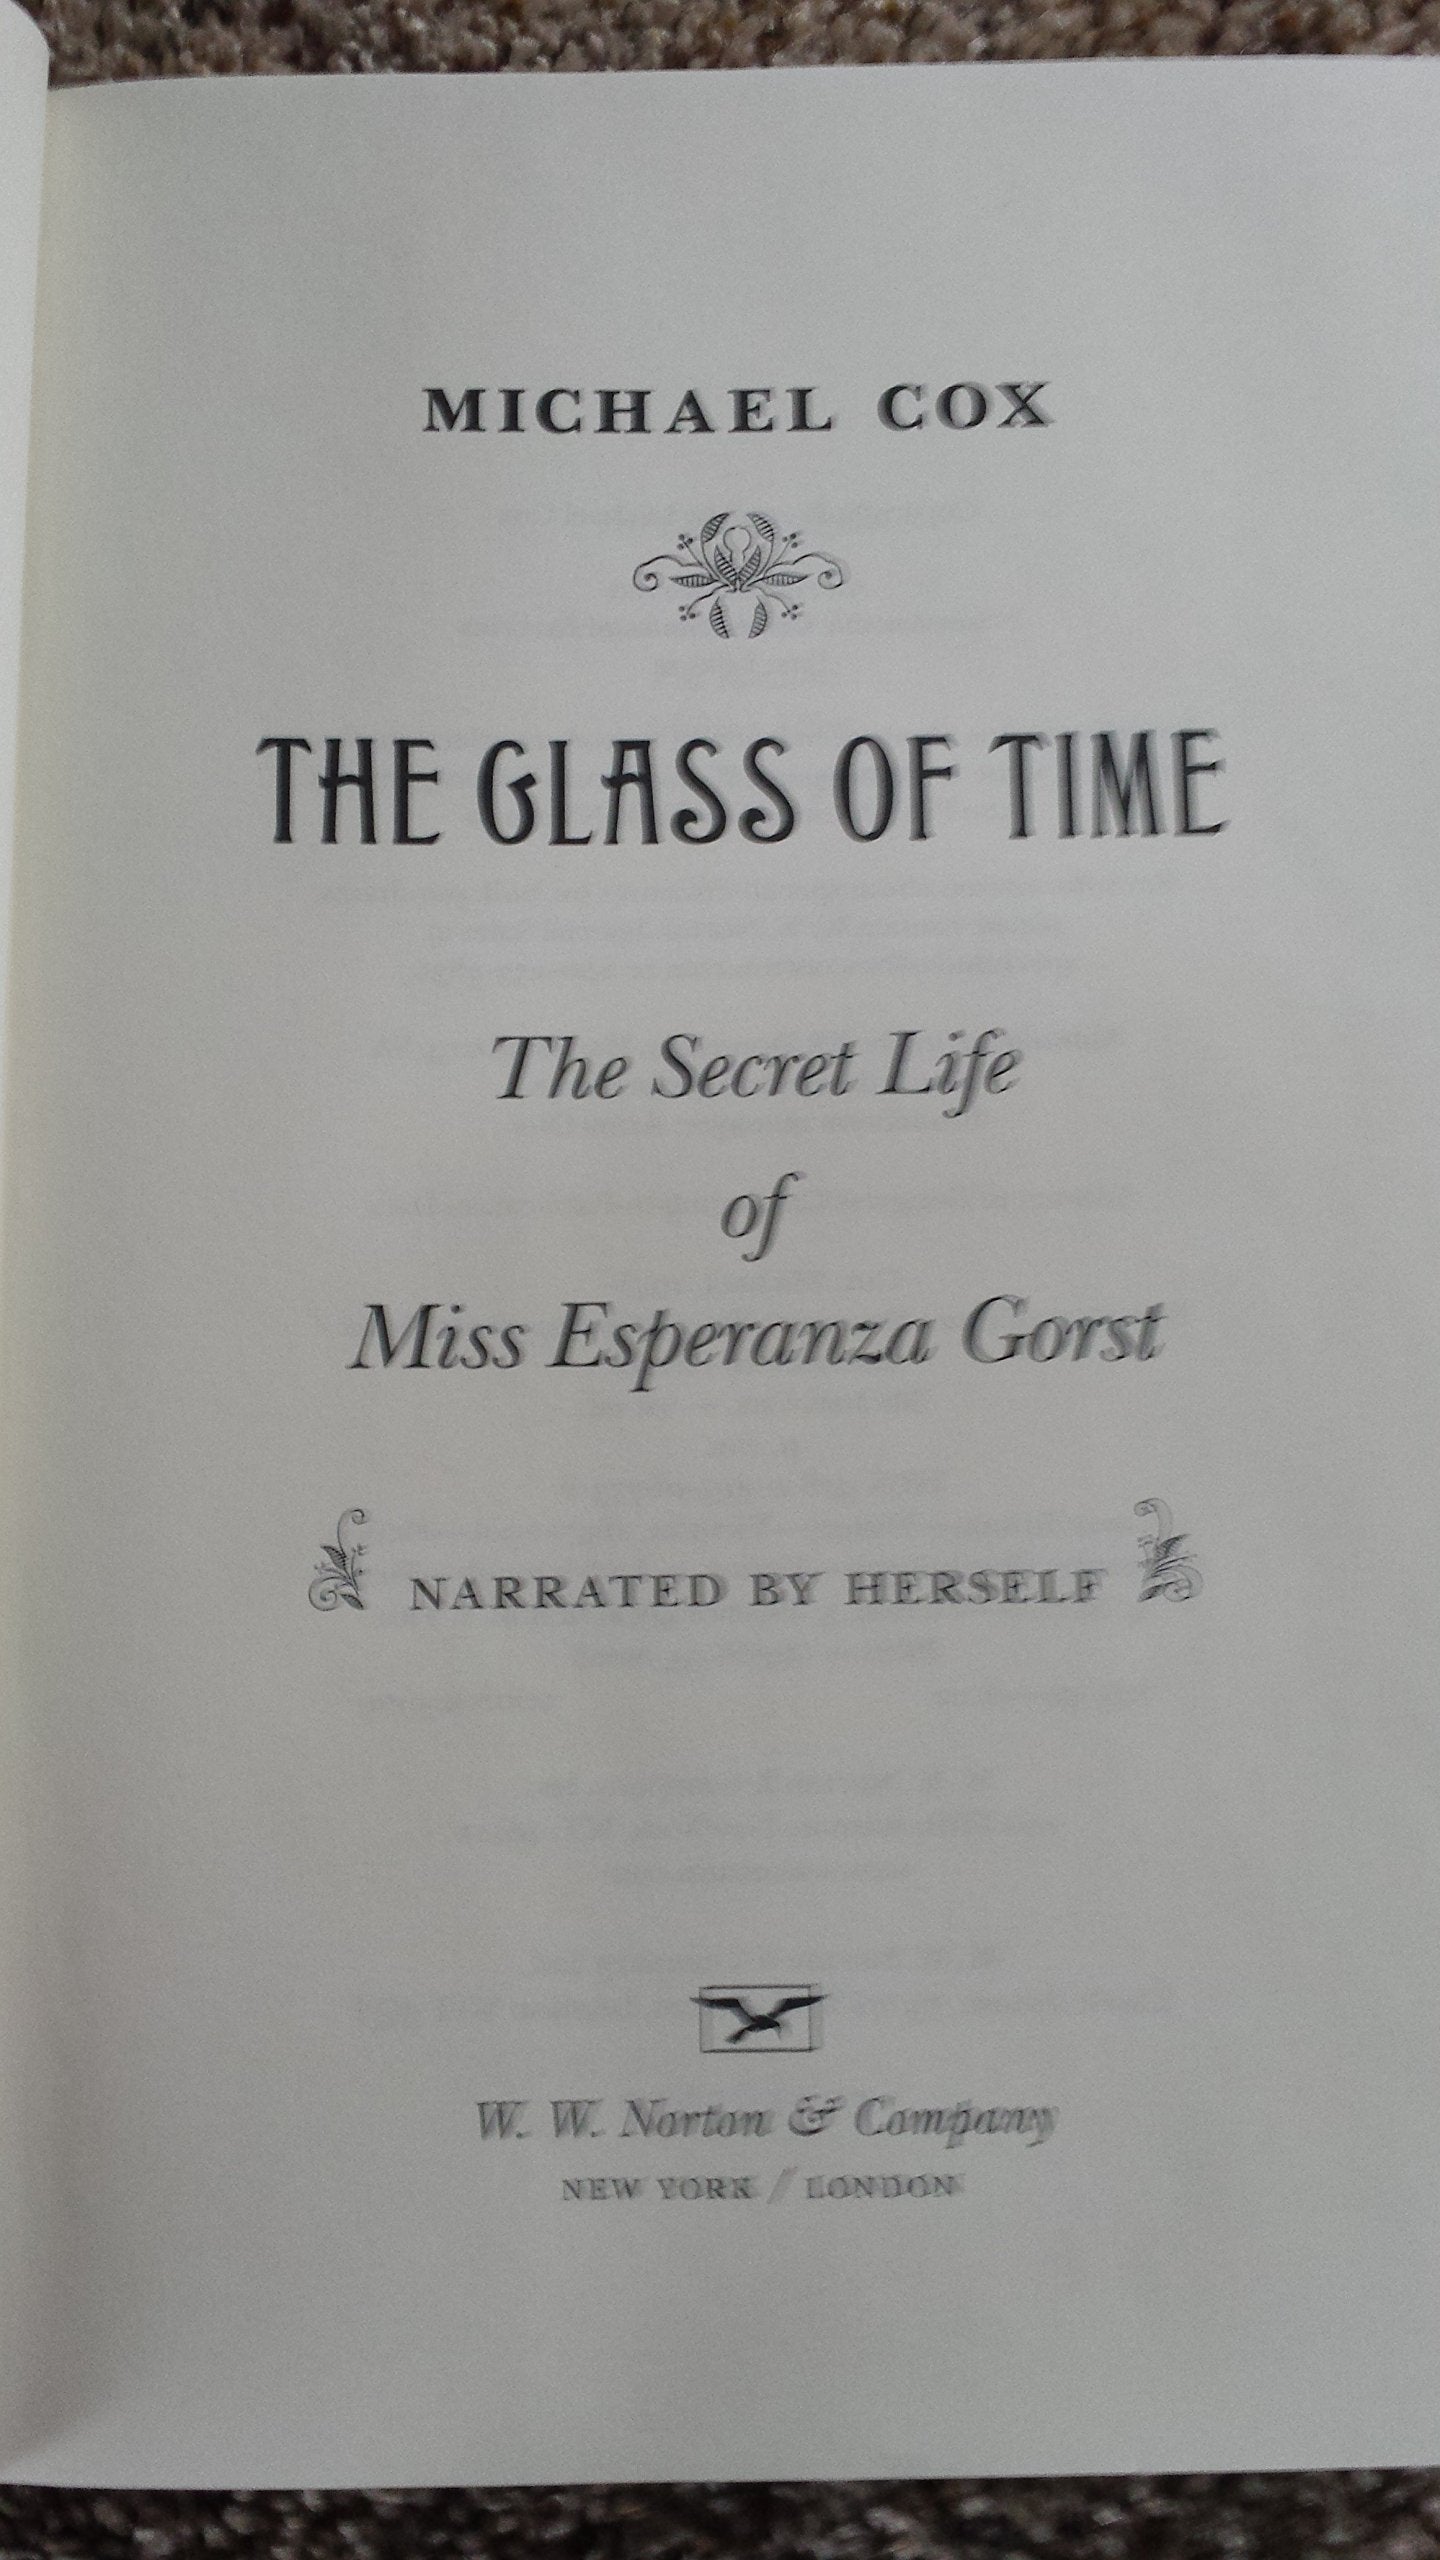 MICHAEL COX
THE GLASS OF TIME
The Secret Life
of
Miss Esperanza Gorst
NARRATED BY HERSELF
W. W. Norton & Company
NEW YORK / LONDON